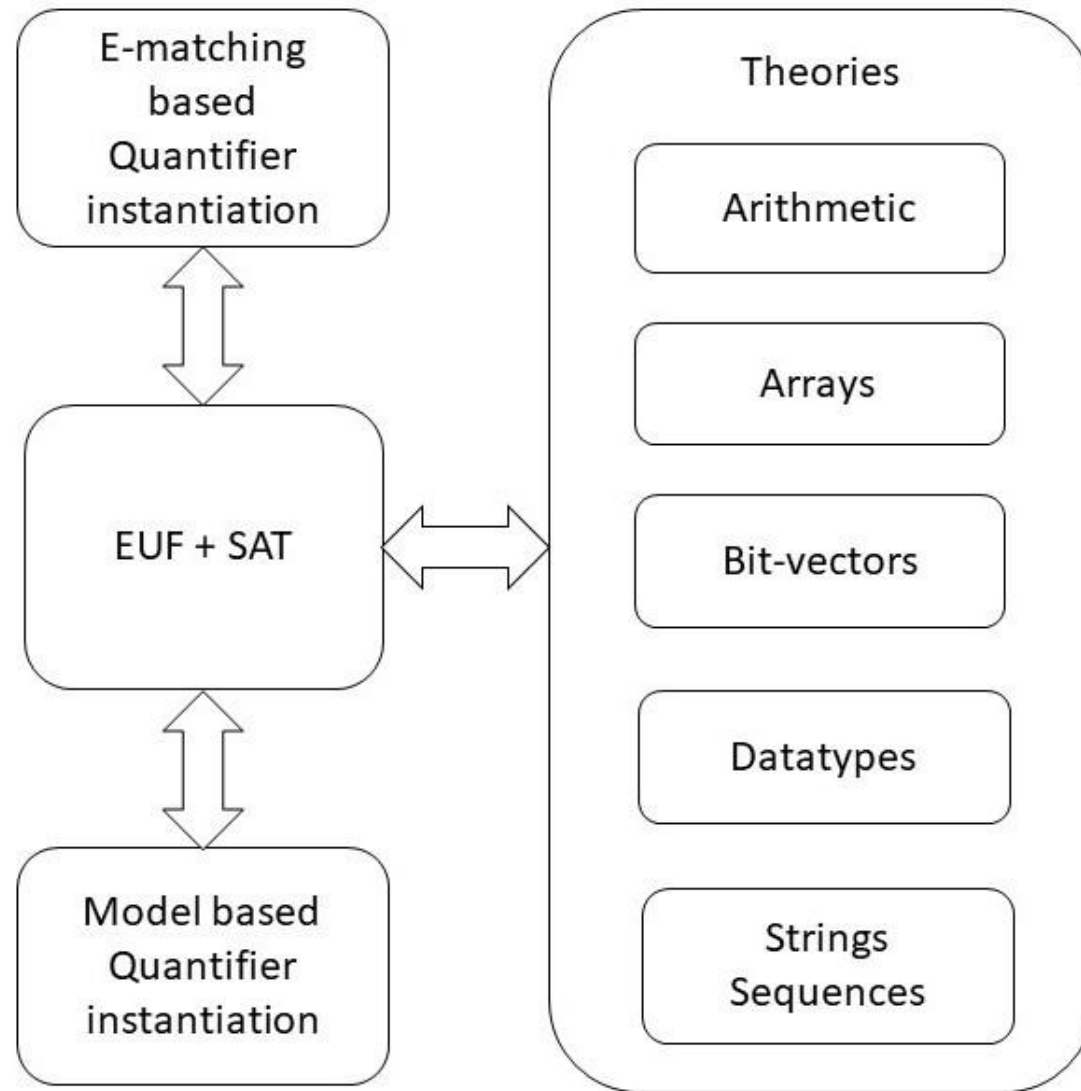 E-matching
based
Quantifier
instantiation
EUF + SAT
Model based
Quantifier
instantiation
Theories
Arithmetic
Arrays
Bit-vectors
Datatypes
Strings
Sequences